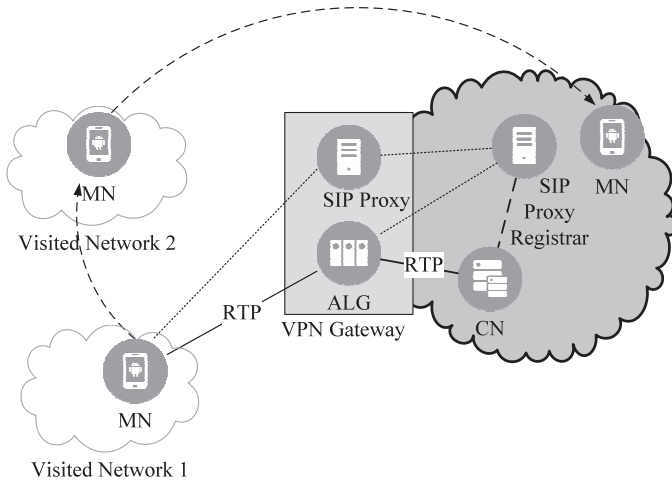 MN
Visited Network 2
SIP Proxy
SIP
Proxy
Registrar
MN
RTP
RTP
ALG
VPN Gateway
CN
MN
Visited Network 1